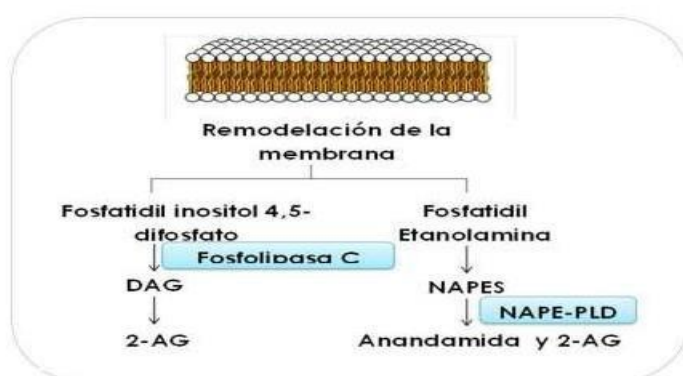 Remodelación de la
membrana
Fosfatidil inositol 4,5-
difosfato
Fosfolipasa C
DAG
2-AG
Fosfatidil
Etanolamina
NAPES
NAPE-PLD
Anandamida y 2-AG